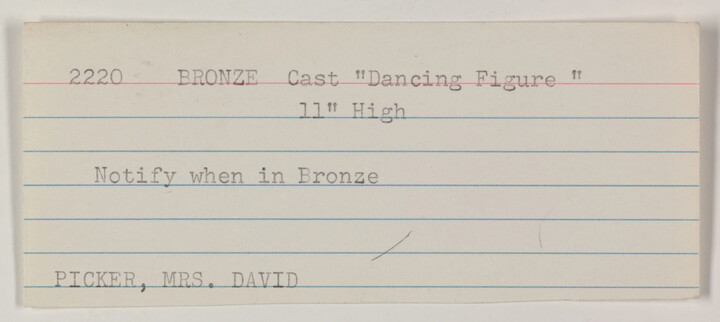 2220 BRONZE Cast "Dancing Figure "
11" High
Notify when in Bronze
PICKER, MRS. DAVID